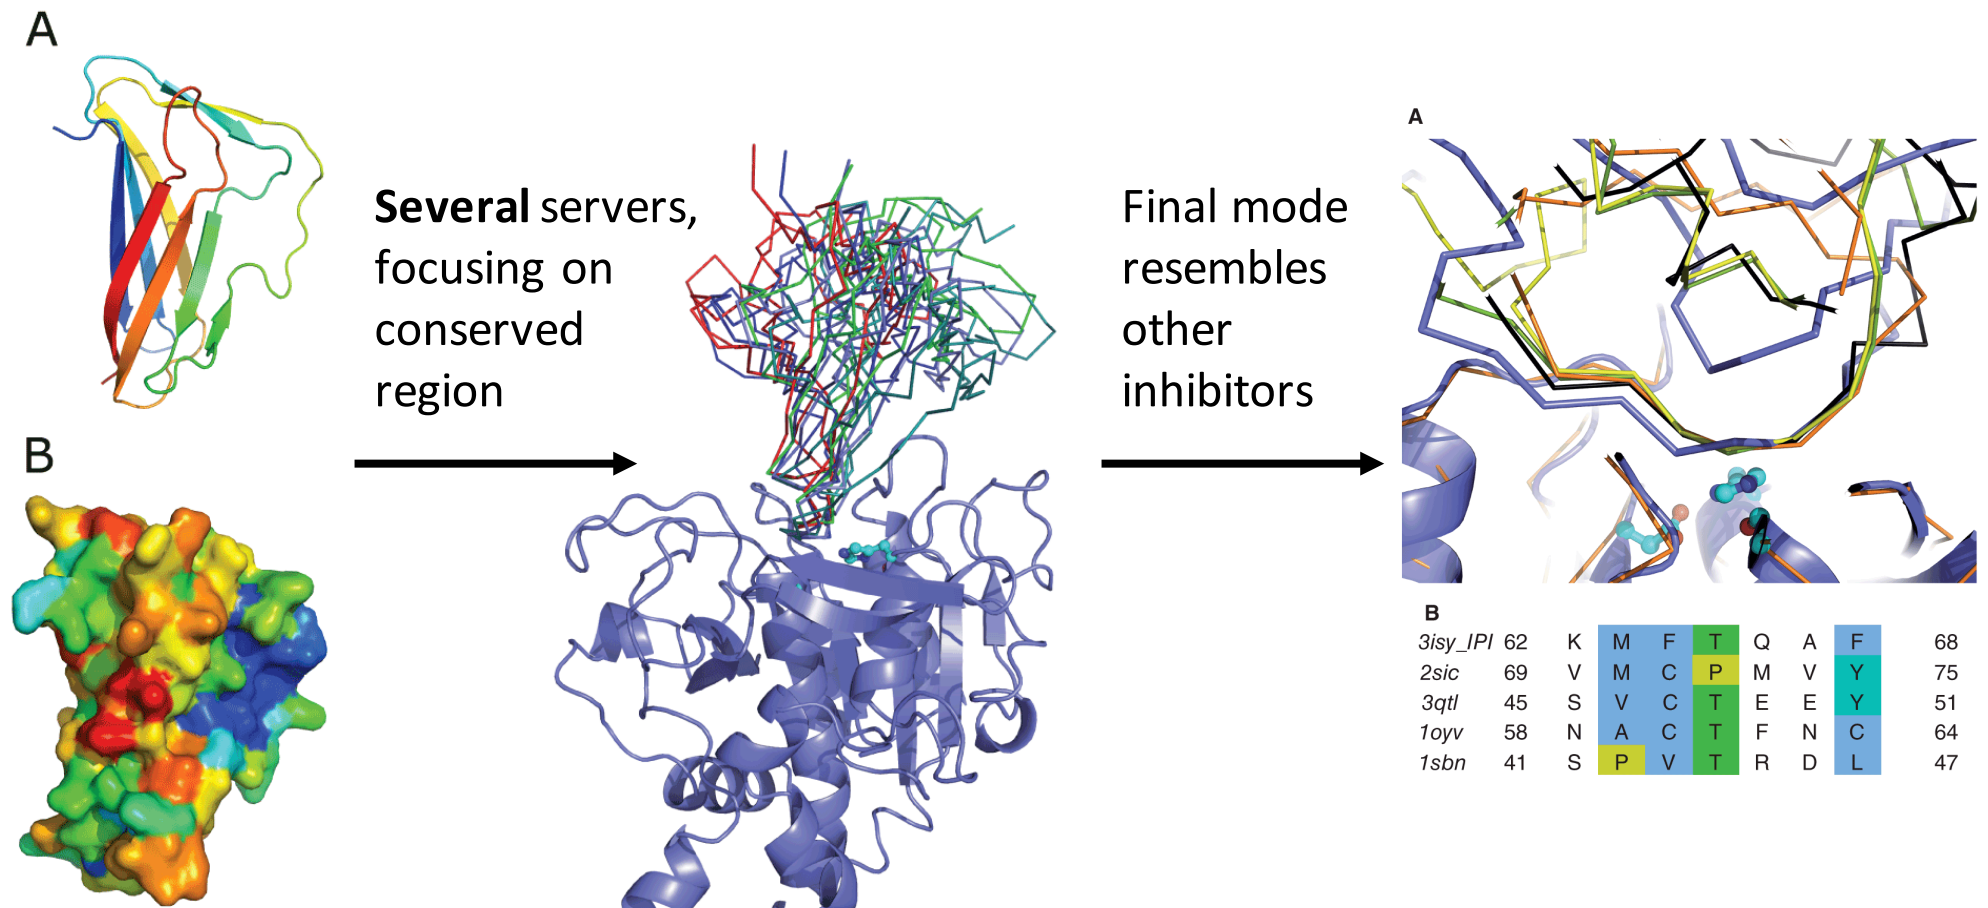 A
B
Several servers,
focusing on
conserved
region
Final mode
resembles
other
inhibitors
A
B
3isy_IPI 62 K M F T Q A F 68
2sic 69 V M C P M V Y 75
3qtl 45 S V C T E E Y 51
1oyv 58 N A C T F N C 64
1sbn 41 S P V T R D L 47